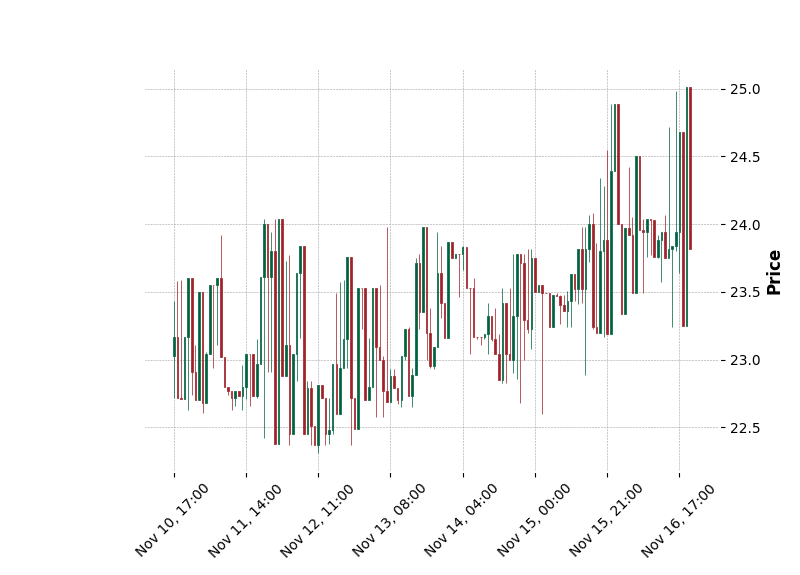 25.0
24.5
24.0
23.5
23.0
22.5
Price
Nov 10, 17:00
Nov 11, 14:00
Nov 12, 11:00
Nov 13, 08:00
Nov 14, 04:00
Nov 15, 00:00
Nov 15, 21:00
Nov 16, 17:00